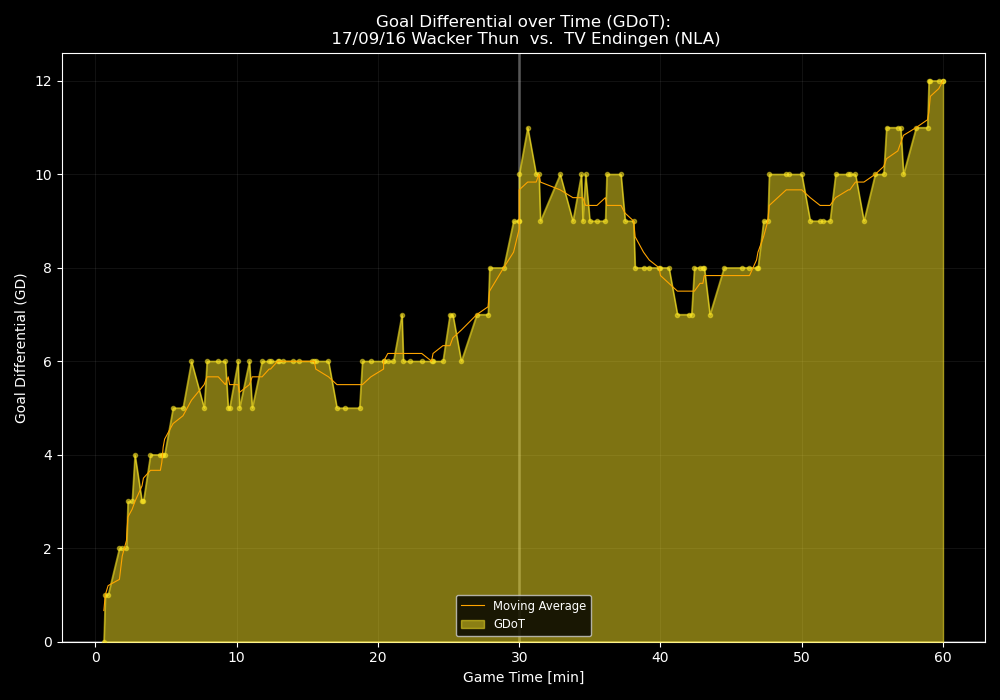 Goal Differential over Time (GDoT):
17/09/16 Wacker Thun  vs.  TV Endingen (NLA)
Goal Differential (GD)
12
10
8
6
4
2
0
0 10 20 30 40 50 60
Moving Average
GDoT
Game Time [min]